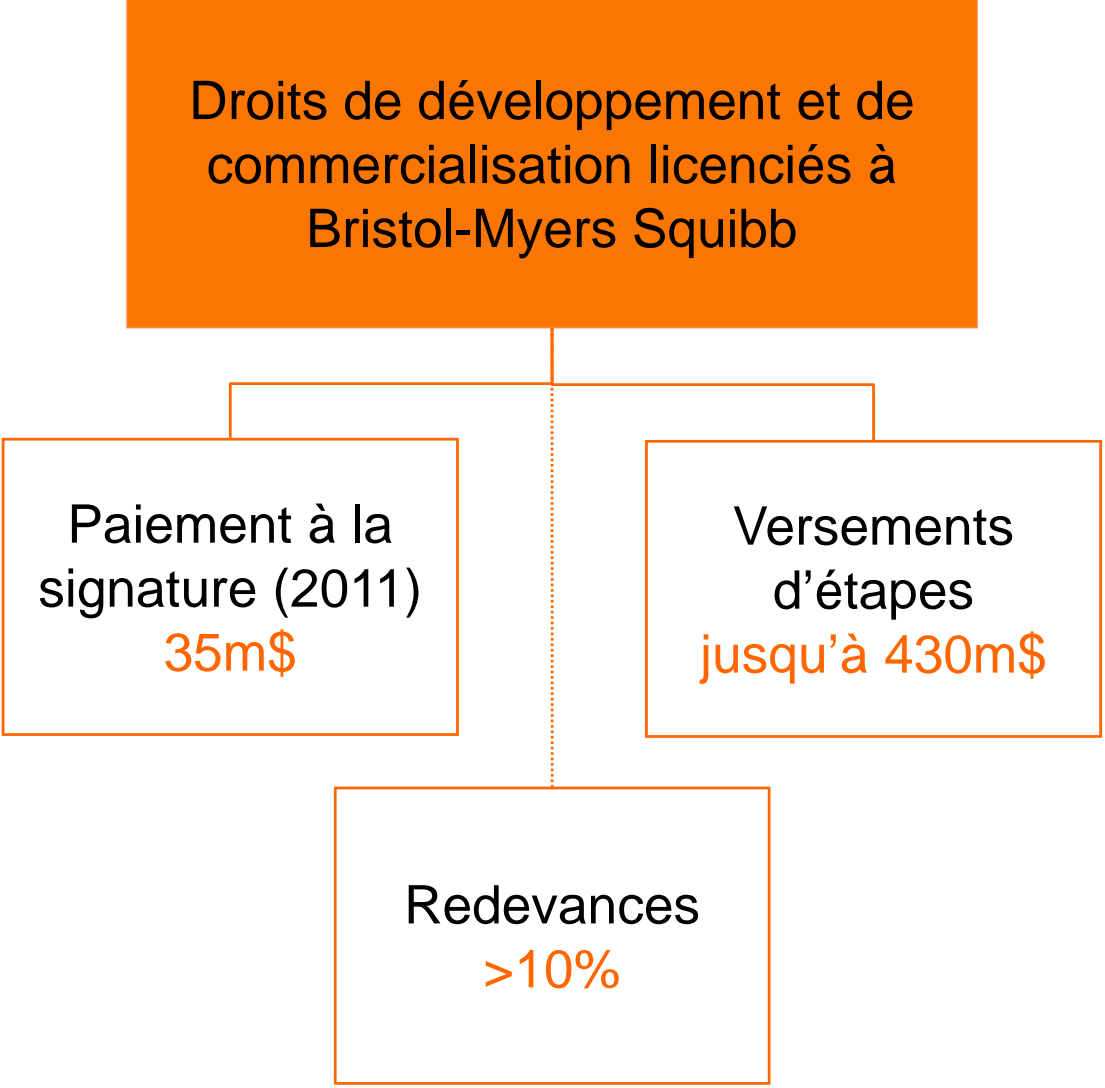 Droits de développement et de
commercialisation licenciés à
Bristol-Myers Squibb
Paiement à la
signature (2011)
35m$
Versements
d’étapes
jusqu’à 430m$
Redevances
>10%